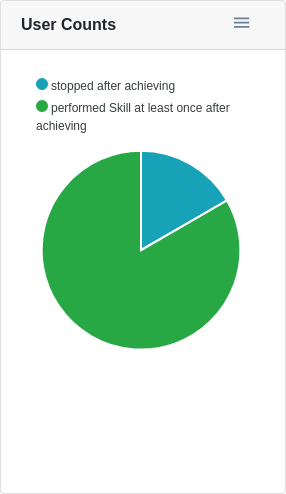 User Counts
stopped after achieving
performed Skill at least once after
achieving